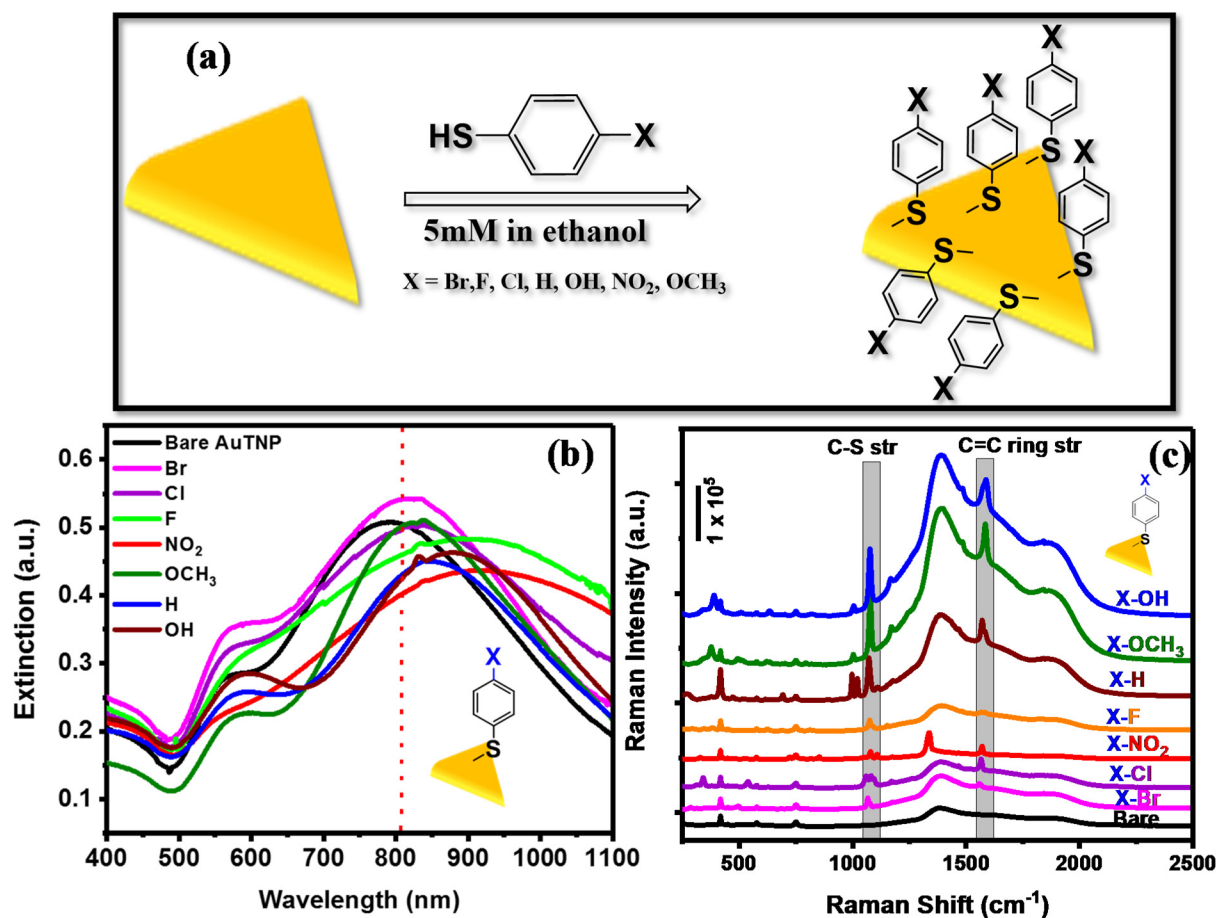 (a)
X
X
X
X
HS
X
S
S
S
S
5mM in ethanol
S
S
X = Br,F, Cl, H, OH, NO₂, OCH₃
X
X
X
(b)
Extinction (a.u.)
0.6
0.5
0.4
0.3
0.2
0.1
Bare AuTNP
Br
Cl
F
NO₂
OCH₃
H
OH
X
S
400 500 600 700 800 900 1000 1100
Wavelength (nm)
C-S str
C=C ring str
(c)
Raman Intensity (a.u.)
1 x 10⁵
X
S
X-OH
X-OCH₃
X-H
X-F
X-NO₂
X-Cl
X-Br
Bare
500 1000 1500 2000 2500
Raman Shift (cm⁻¹)